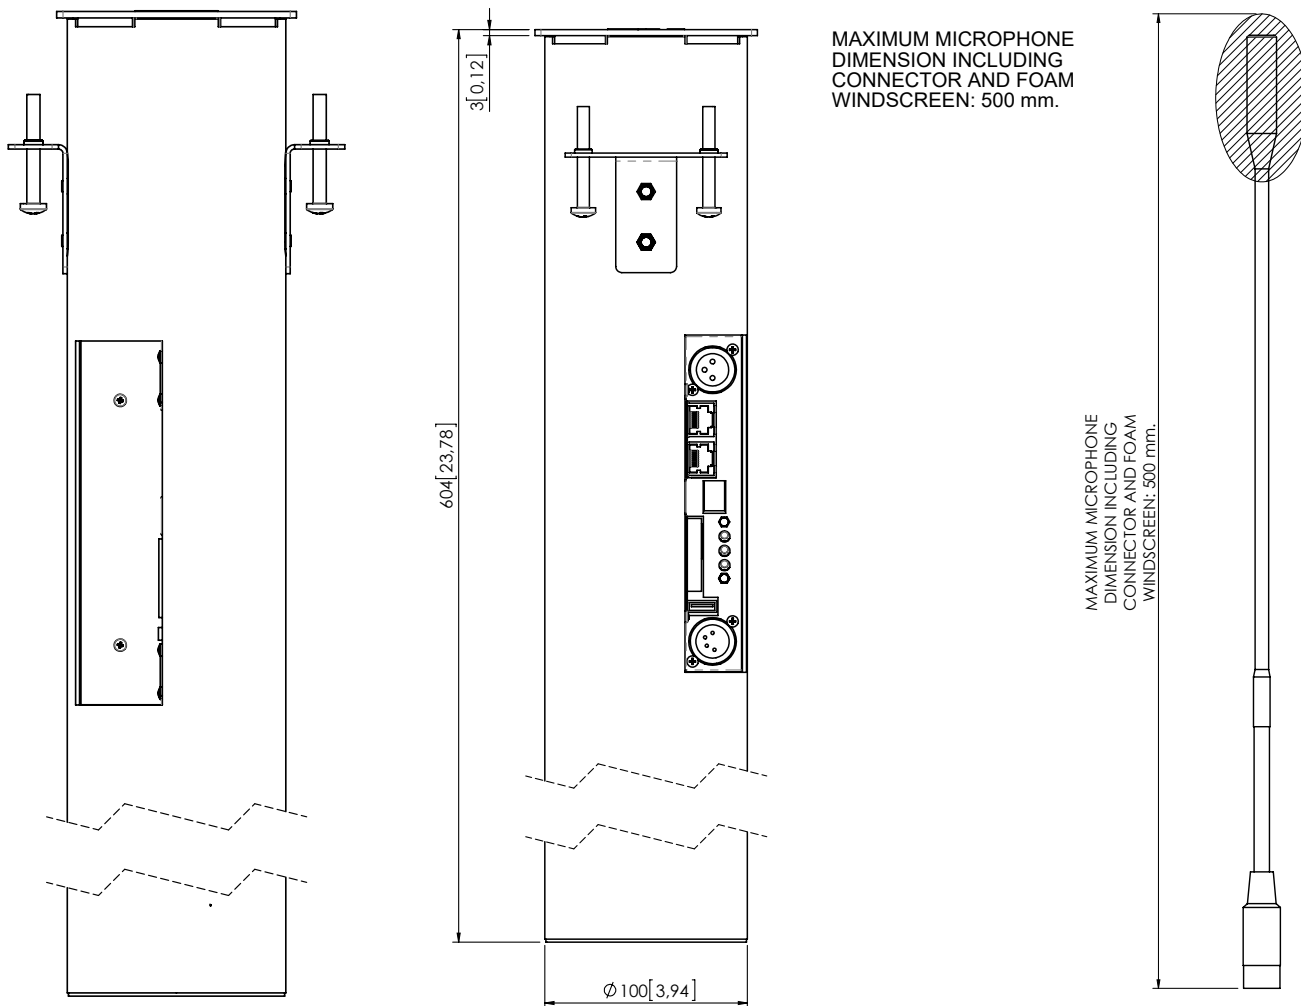 MAXIMUM MICROPHONE
DIMENSION INCLUDING
CONNECTOR AND FOAM
WINDSCREEN: 500 mm.
3[0,12]
604[23,78]
MAXIMUM MICROPHONE
DIMENSION INCLUDING
CONNECTOR AND FOAM
WINDSCREEN: 500 mm.
Ø100[3,94]